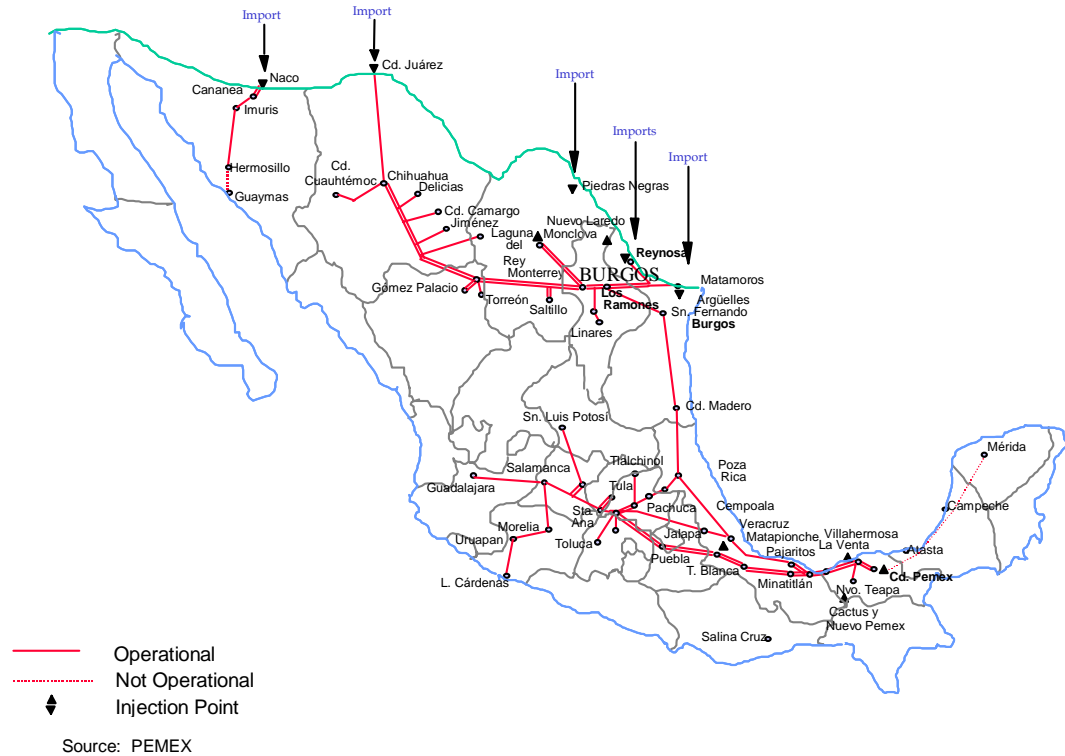 Import
Import
Import
Imports
Import
Naco
Cd. Juárez
Cananea
Imuris
Hermosillo
Guaymas
Cd.
Cuauhtémoc
Chihuahua
Delicias
Cd. Camargo
Jiménez
Laguna
del
Rey
Piedras Negras
Nuevo Laredo
Monclova
Reynosa
Monterrey
BURGOS
Matamoros
Gómez Palacio
Torreón
Saltillo
Los
Ramones
Argüelles
Sn. Fernando
Burgos
Linares
Cd. Madero
Sn. Luis Potosí
Mérida
Tlalchinol
Poza
Rica
Salamanca
Tula
Guadalajara
Pachuca
Cempoala
Campeche
Sta
Ana
Morelia
Veracruz
Uruapan
Jalapa
Matapionche
Villahermosa
Toluca
Pajaritos
La Venta
Atasta
Puebla
T. Blanca
L. Cárdenas
Minatitlán
Cd. Pemex
Nvo. Teapa
Cactus y
Nuevo Pemex
Salina Cruz
Operational
Not Operational
Injection Point
Source: PEMEX